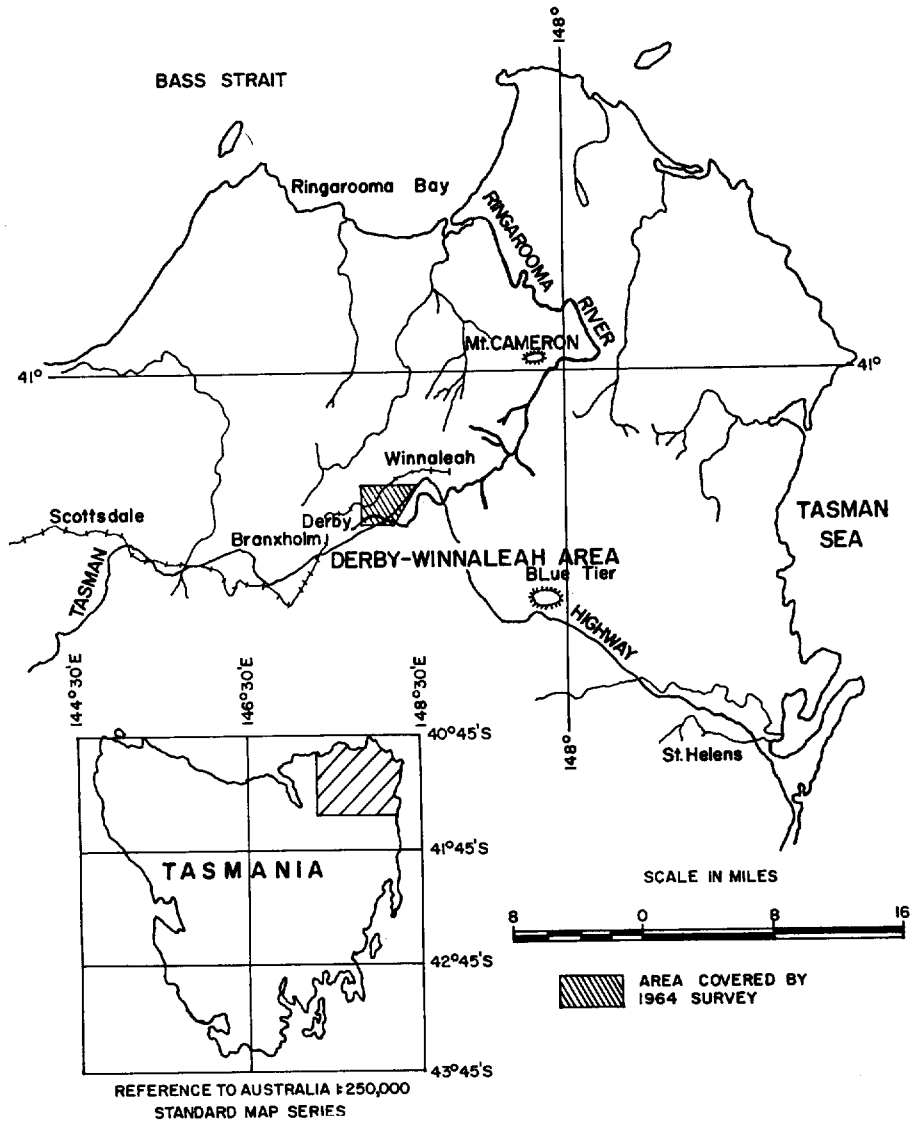 148°
BASS STRAIT
Ringarooma Bay
RINGAROOMA
RIVER
Mt. CAMERON
41°
41°
Winnaleah
Scottsdale
Derby
Branxholm
TASMAN
SEA
DERBY-WINNALEAH AREA
BLue Tier
TASMAN
HIGHWAY
148°
St. Helens
144°30'E
146°30'E
148°30'E
40°45'S
41°45'S
TASMANIA
42°45'S
43°45'S
SCALE IN MILES
8 0 8 16
AREA COVERED BY
1964 SURVEY
REFERENCE TO AUSTRALIA 1:250,000
STANDARD MAP SERIES